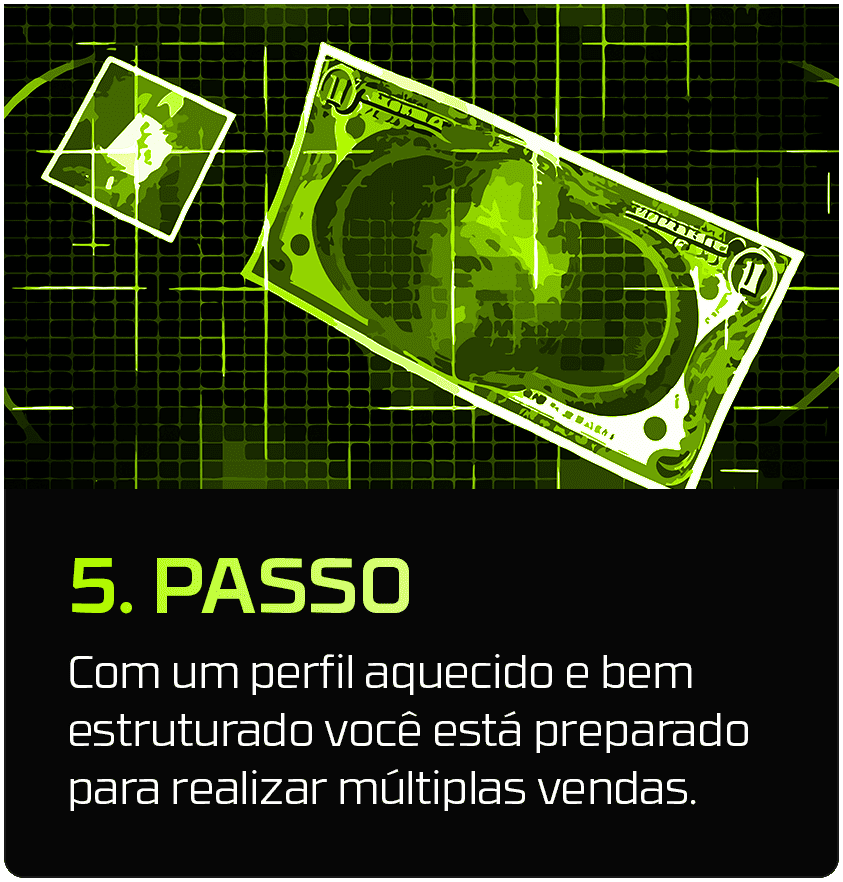 5. PASSO
Com um perfil aquecido e bem
estruturado você está preparado
para realizar múltiplas vendas.